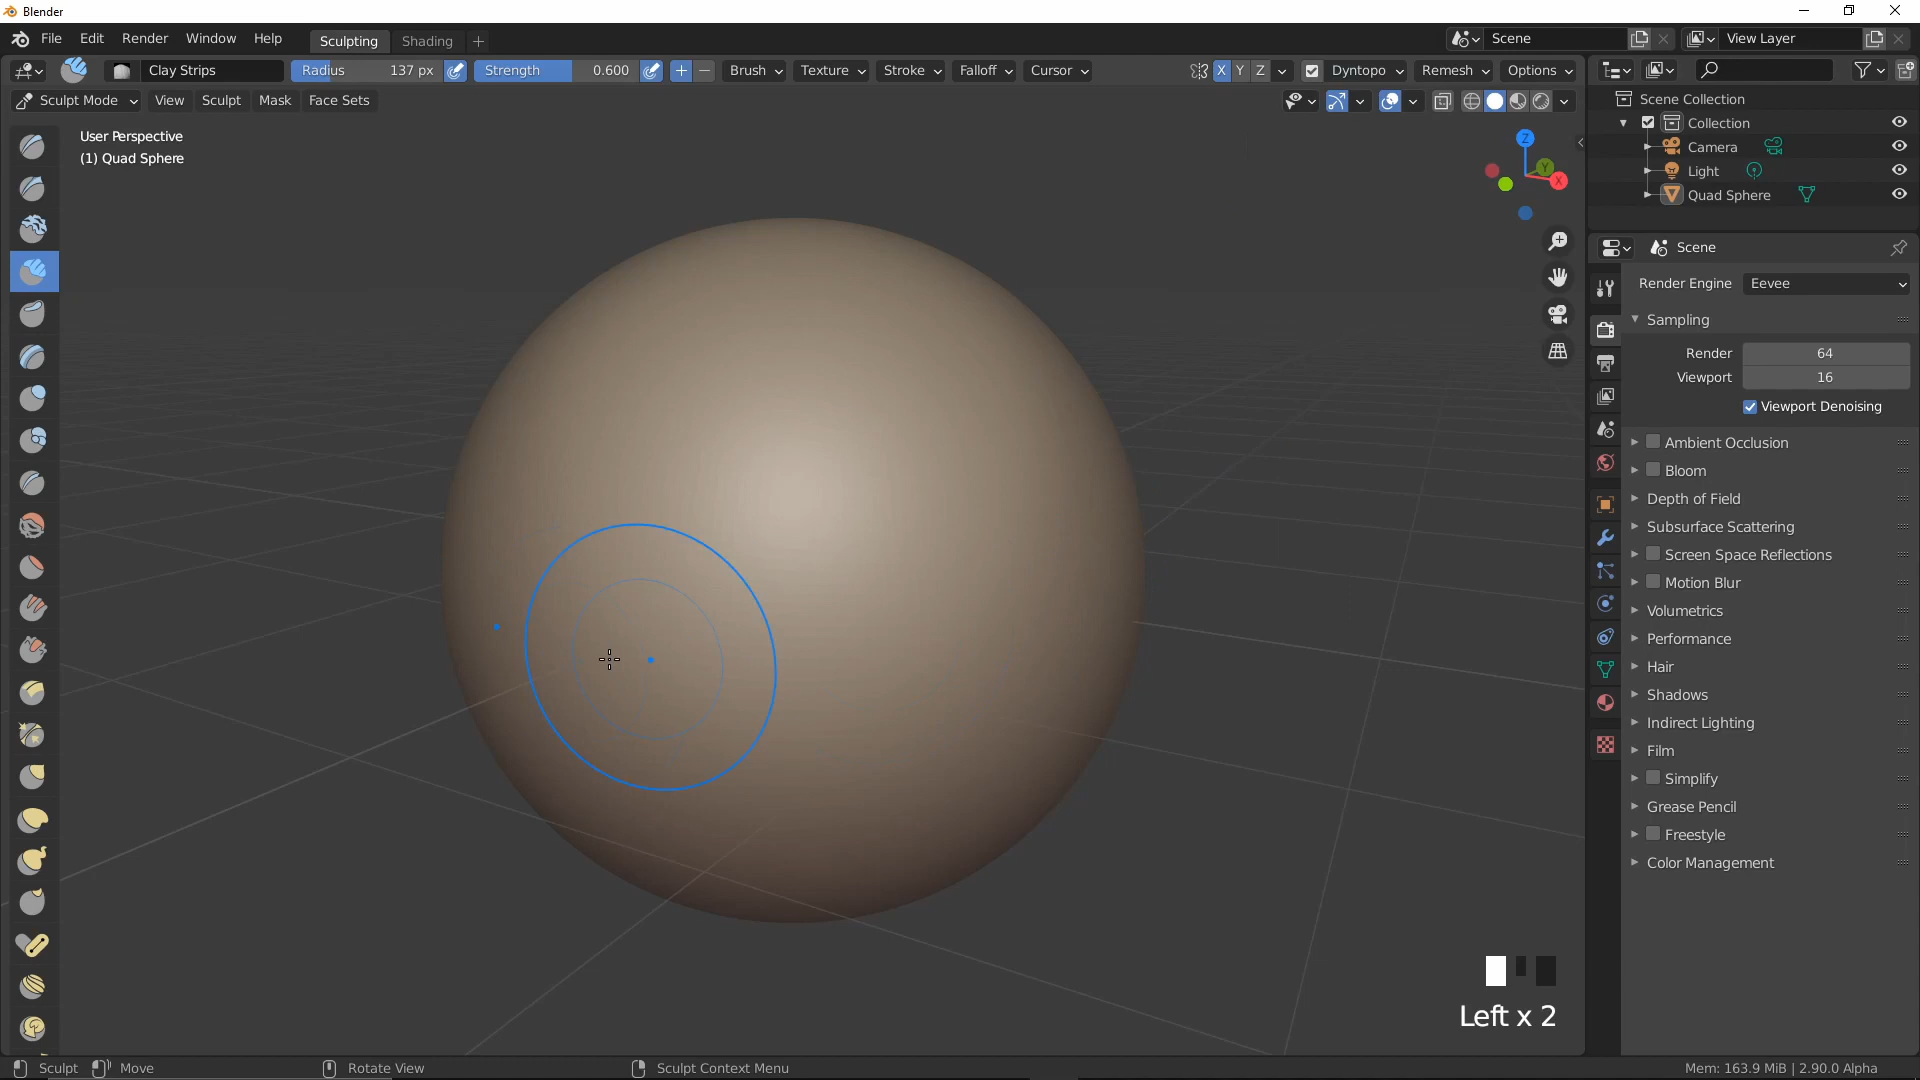 Blender
File Edit Render Window Help Sculpting Shading + Scene View Layer
Clay Strips Radius 137 px Strength 0.600 Brush Texture Stroke Falloff Cursor X Y Z Dyntopo Remesh Options
Sculpt Mode View Sculpt Mask Face Sets
User Perspective
(1) Quad Sphere
Z
Y
X
Scene Collection
Collection
Camera
Light
Quad Sphere
Scene
Render Engine Eevee
Sampling
Render 64
Viewport 16
Viewport Denoising
Ambient Occlusion
Bloom
Depth of Field
Subsurface Scattering
Screen Space Reflections
Motion Blur
Volumetrics
Performance
Hair
Shadows
Indirect Lighting
Film
Simplify
Grease Pencil
Freestyle
Color Management
Left x 2
Sculpt Move Rotate View Sculpt Context Menu Mem: 163.9 MiB | 2.90.0 Alpha